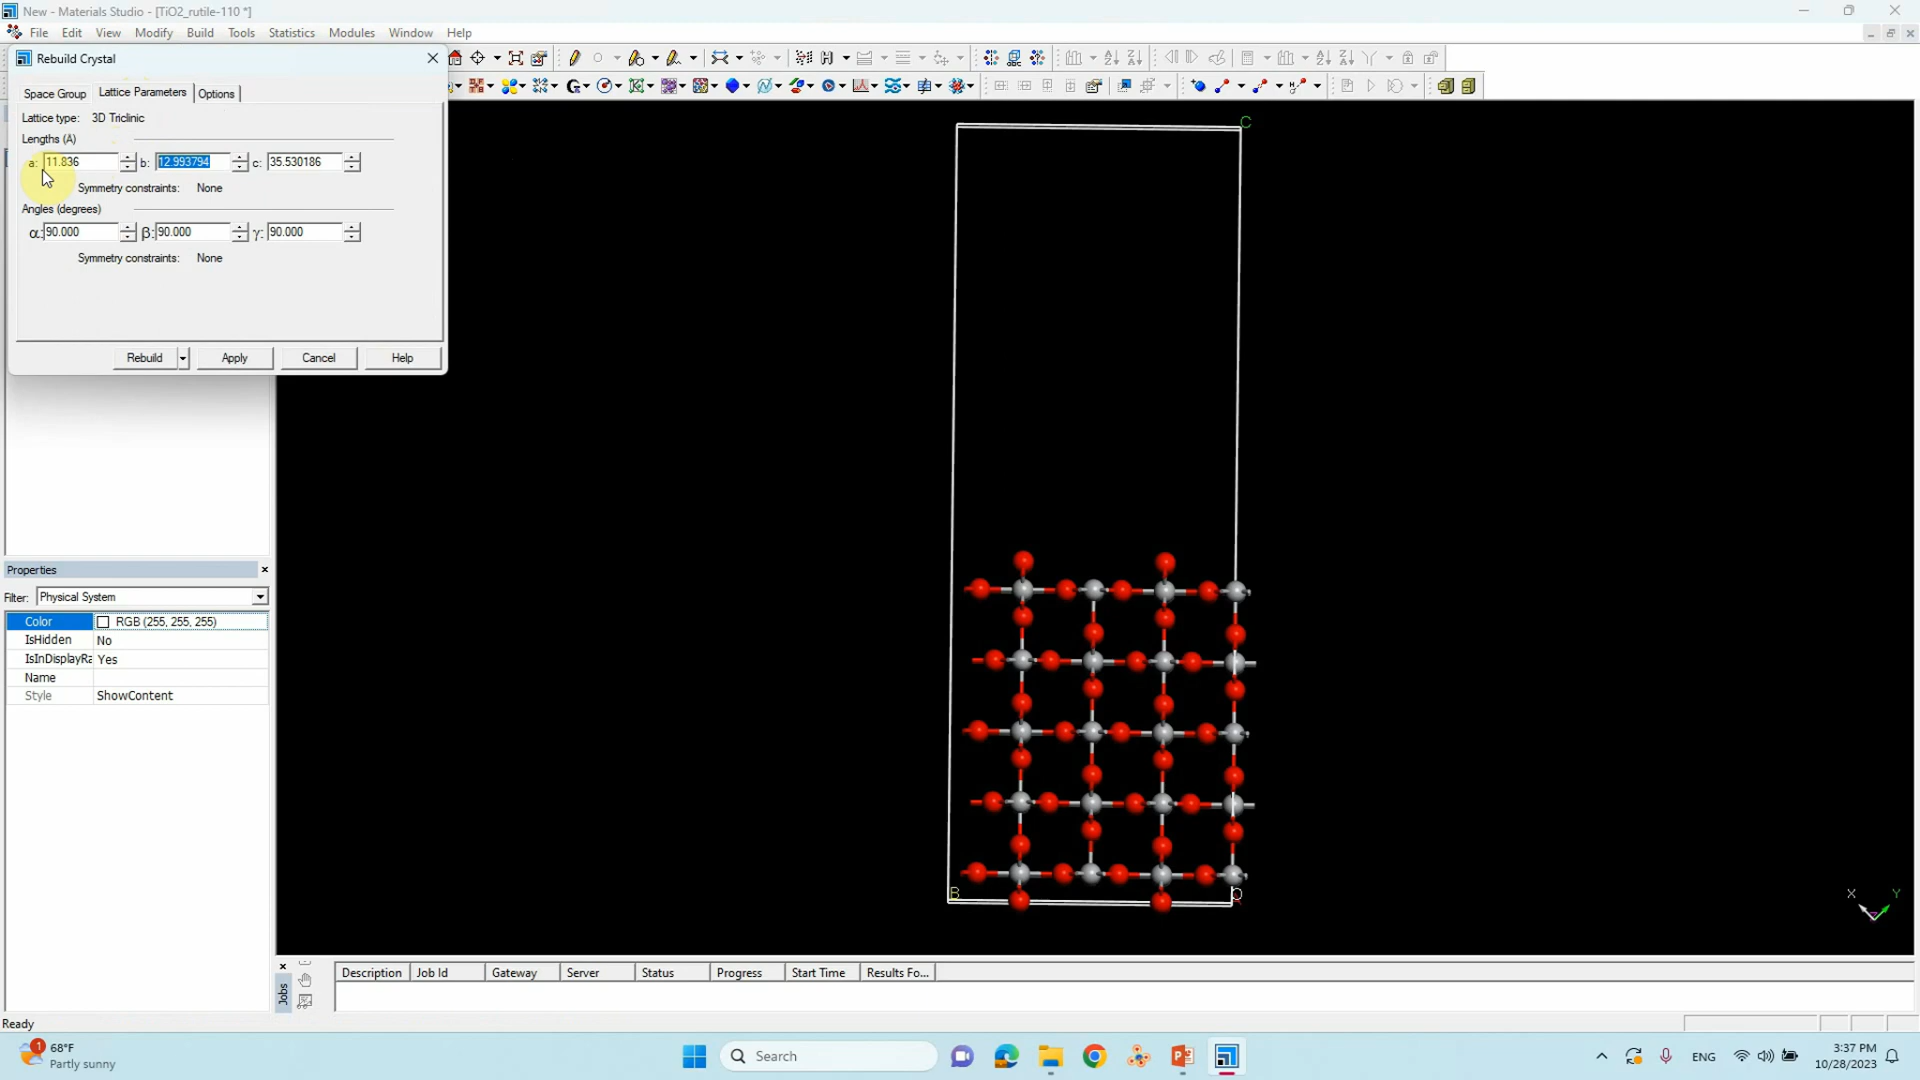 New - Materials Studio - [TiO2_rutile-110 *]
File Edit View Modify Build Tools Statistics Modules Window Help
Rebuild Crystal
Space Group Lattice Parameters Options
Lattice type: 3D Triclinic
Lengths (Å)
a: 11.836 b: 12.993794 c: 35.530186
Symmetry constraints: None
Angles (degrees)
α: 90.000 β: 90.000 γ: 90.000
Symmetry constraints: None
Rebuild Apply Cancel Help
C
B
O
X Y
Properties
Filter: Physical System
Color RGB (255, 255, 255)
IsHidden No
IsInDisplayRa Yes
Name
Style ShowContent
Jobs
Description Job Id Gateway Server Status Progress Start Time Results Fo...
Ready
1
68°F
Partly sunny
Search
ENG
3:37 PM
10/28/2023